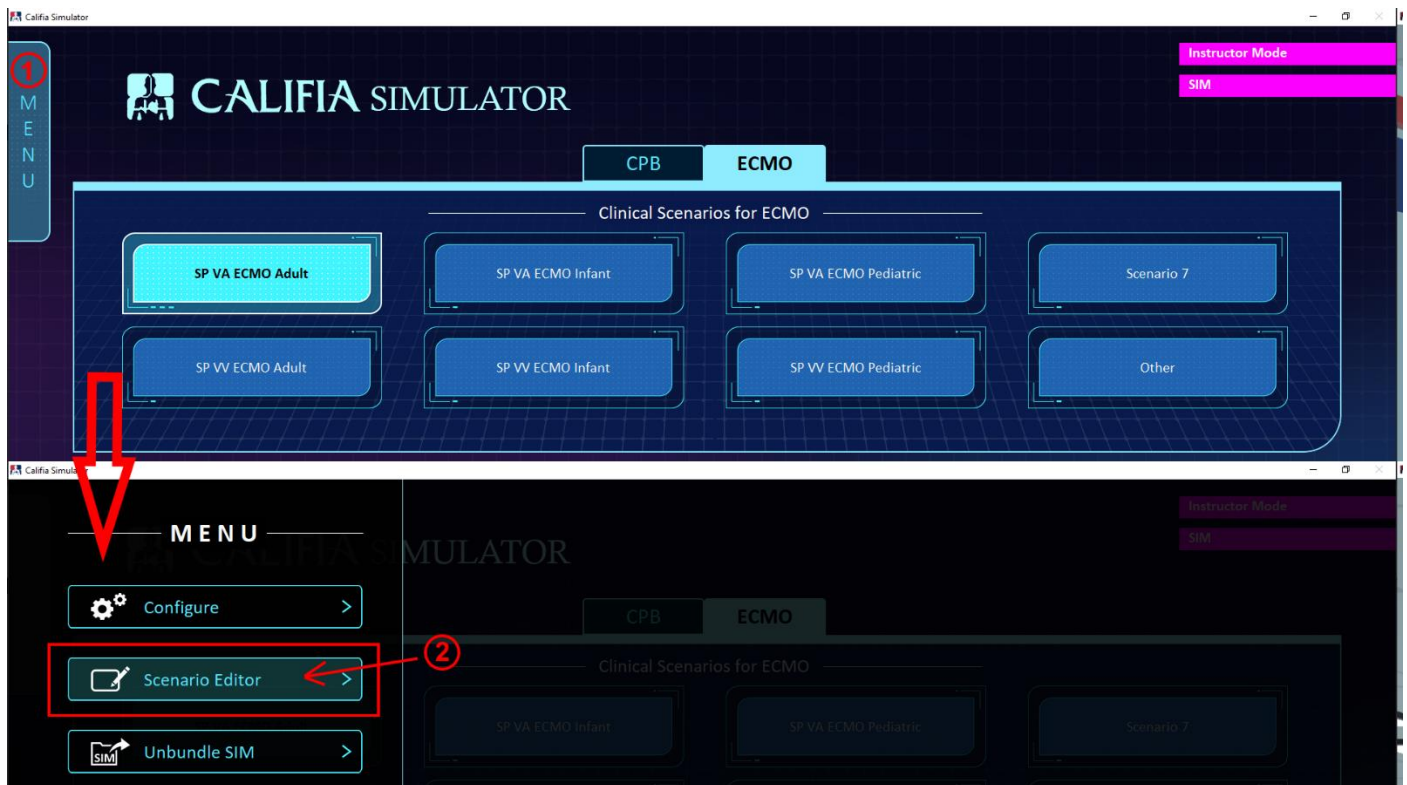 Califia Simulator
Instructor Mode
SIM
①
MENU
CALIFIA SIMULATOR
CPB
ECMO
Clinical Scenarios for ECMO
SP VA ECMO Adult
SP VA ECMO Infant
SP VA ECMO Pediatric
Scenario 7
SP VV ECMO Adult
SP VV ECMO Infant
SP VV ECMO Pediatric
Other
Califia Simulator
Instructor Mode
SIM
MENU
CALIFIA SIMULATOR
Configure
CPB
ECMO
②
Clinical Scenarios for ECMO
Scenario Editor
SP VA ECMO Infant
SP VA ECMO Pediatric
Scenario 7
SIM
Unbundle SIM